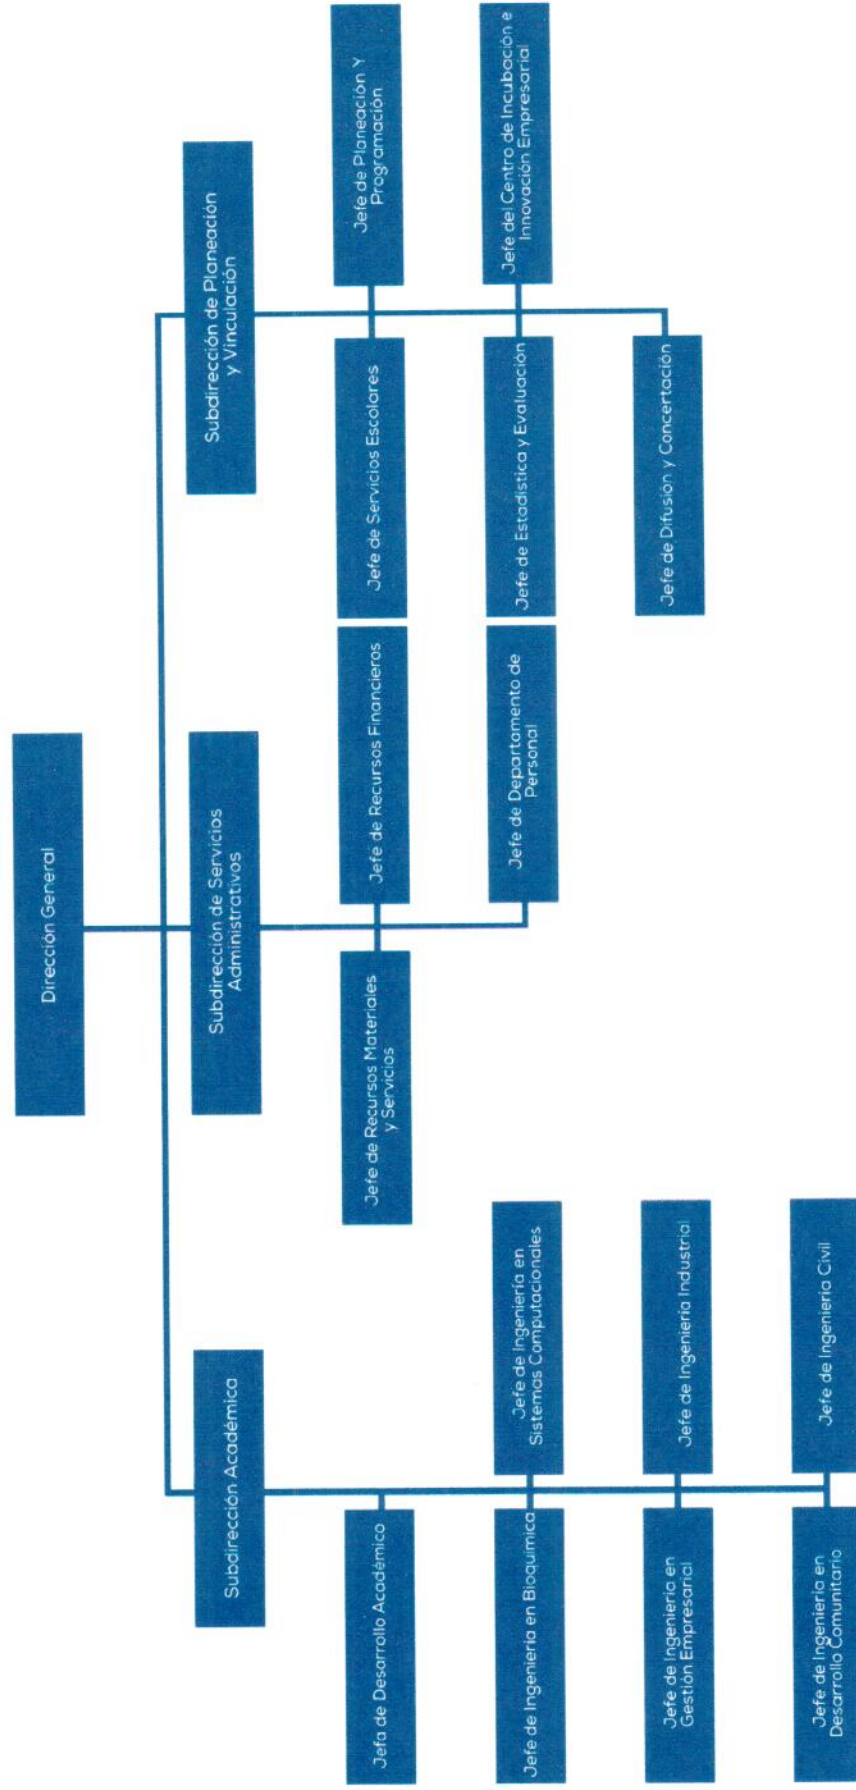 Dirección General
Subdirección Académica
Subdirección de Servicios
Administrativos
Subdirección de Planeación
y Vinculación
Jefa de Desarrollo Académico
Jefe de Recursos Materiales
y Servicios
Jefe de Recursos Financieros
Jefe de Servicios Escolares
Jefe de Planeación Y
Programación
Jefe de Ingeniería en Bioquímica
Jefe de Ingeniería en
Sistemas Computacionales
Jefe de Departamento de
Personal
Jefe de Estadística y Evaluación
Jefe del Centro de Incubación e
Innovación Empresarial
Jefe de Ingeniería en
Gestión Empresarial
Jefe de Ingeniería Industrial
Jefe de Difusión y Concertación
Jefe de Ingeniería en
Desarrollo Comunitario
Jefe de Ingeniería Civil